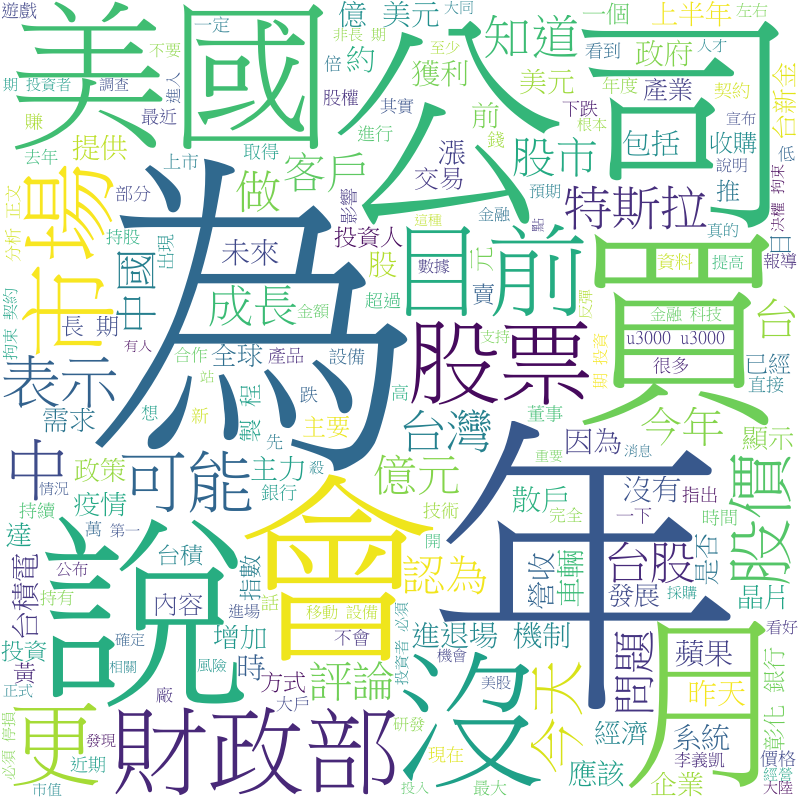 遊戲
美國
一定
億 美元
大同
公司
非長 期
不要
倍
約
至少
知道
一個
看到
政府
上半年
左右
人才
期 投資者
調查
最近
進入
股權
獲利
美元
年度
契約
台新金
賺
提供
客戶
其實
進行
前
錢
下跌
產業
根本
宣布
去年
上市
取得
做
漲
交易
股市
包括
收購
說明
低
市場
部分
影響
預期
特斯拉
推
決權 拘束
正文
分析
持股
出現
中國
未來
投資人
金融
這種
點
真的
日
報導
目前
買
股
數據
元
賣
資料
提高
為
成長
長 期
超過
金額
反彈
股票
台
金融 科技
u3000 u3000
表示
拘束 契約
有人
合作
全球
產品
設備
支持
期 投資
很多
已經
直接
需求
製 程
站
新
跌
想
高
主要
先
台灣
董事
今年
顯示
中
可能
政策
主力
億元
因為
沒有
指出
持續
情況
疫情
銀行
殺
重要
消息
年
股價
達
萬
第一
說
會
技術
散戶
完全
時間
台積
指數
開
一下
台股
是否
台積電
公布
持有
內容
進場
話
認為
營收
車輛
採購
發展
晶片
移動 設備
不會
投資者 必須
進退場 機制
投資
黃
確定
增加
時
方式
評論
沒
機會
今天
問題
蘋果
昨天
看好
彰化 銀行
月
正式
相關
風險
廠
大戶
美股
必須 停損
更
發現
財政部
研發
現在
經濟
系統
李義凱
價格
經營
近期
市值
投入
最大
應該
企業
大陸